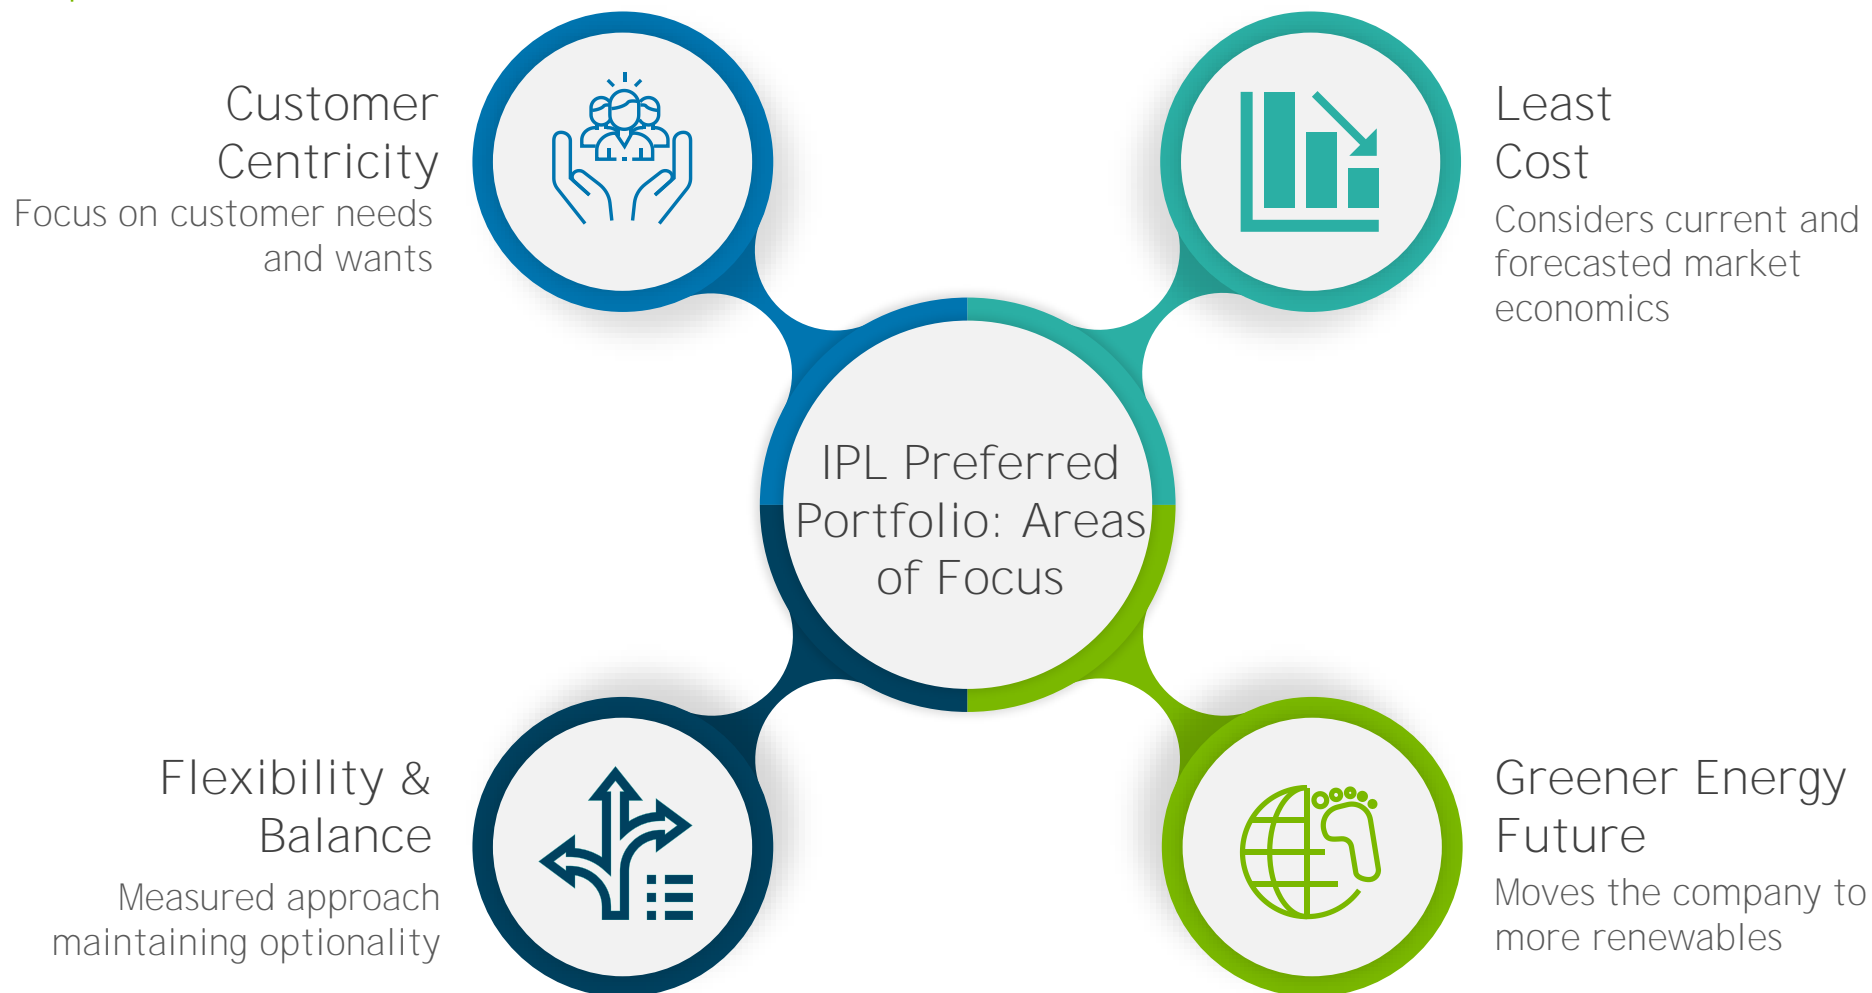 Customer
Centricity
Focus on customer needs
and wants
Least
Cost
Considers current and
forecasted market
economics
IPL Preferred
Portfolio: Areas
of Focus
Flexibility &
Balance
Measured approach
maintaining optionality
Greener Energy
Future
Moves the company to
more renewables